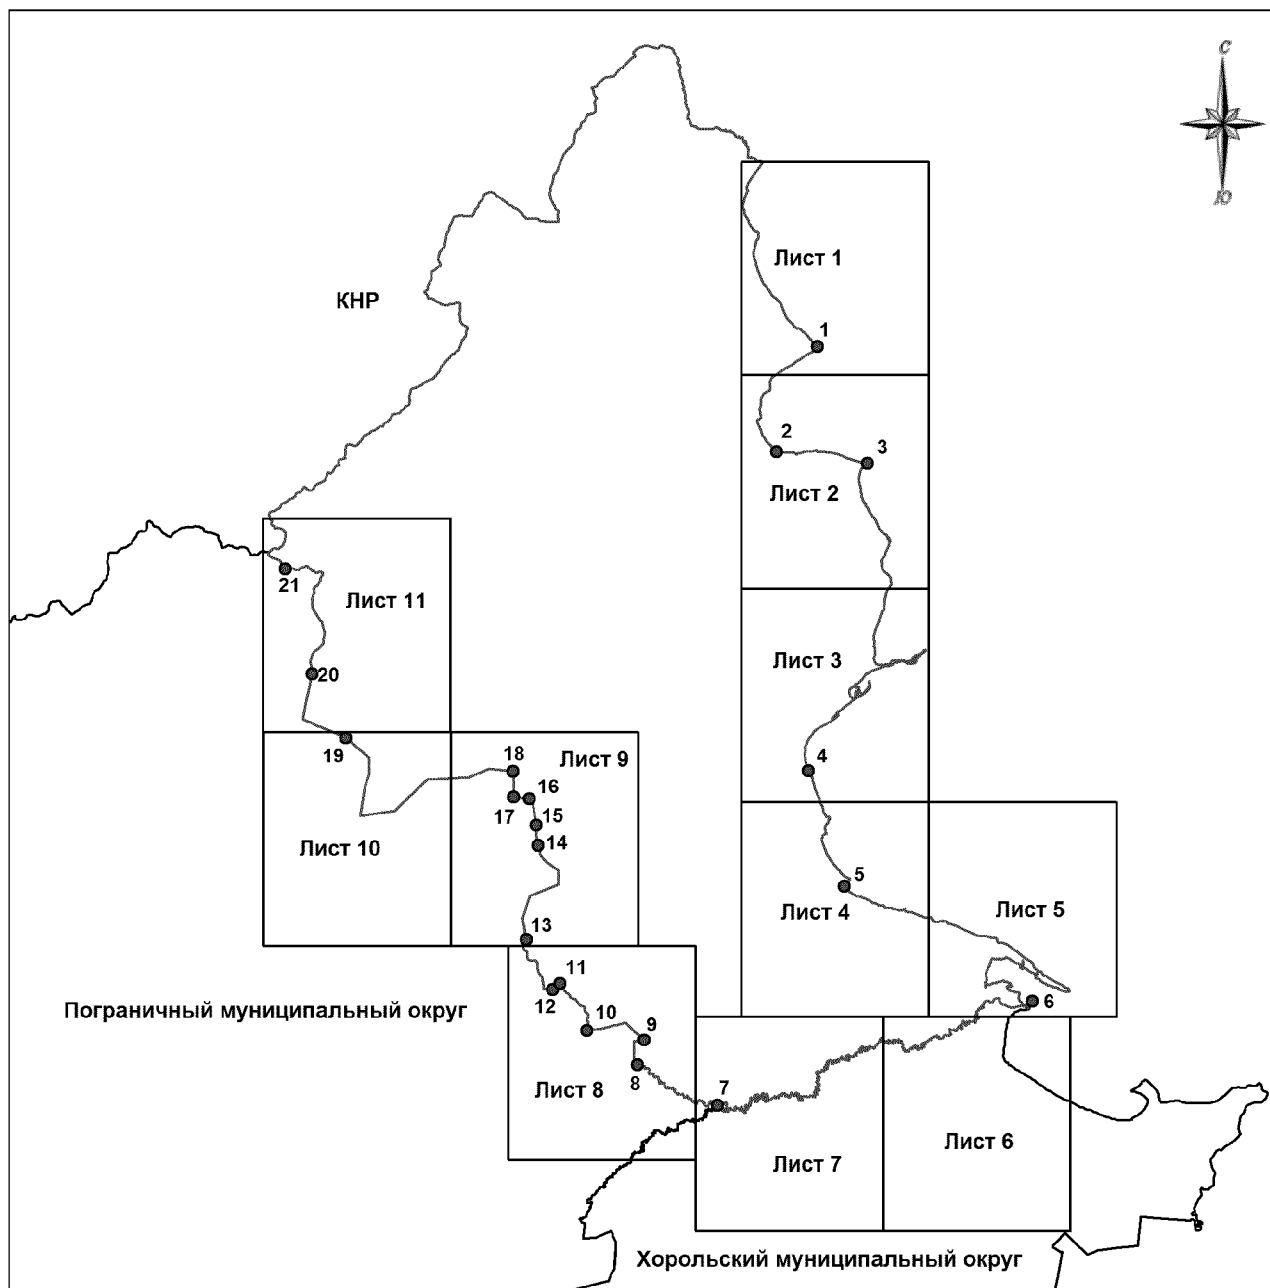 С
Ю
Лист 1
КНР
1
2
3
Лист 2
21
Лист 11
Лист 3
20
19
18
Лист 9
4
17
16
15
14
Лист 10
5
Лист 4
Лист 5
13
11
12
Пограничный муниципальный округ
6
10
9
8
Лист 8
7
Лист 6
Лист 7
Хорольский муниципальный округ